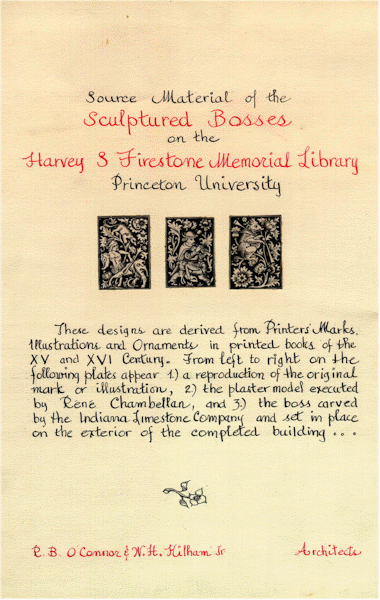 Source Material of the
Sculptured Bosses
on the
Harvey S Firestone Memorial Library
Princeton University
These designs are derived from Printers' Marks,
Illustrations and Ornaments in printed books of the
XV and XVI Century. From left to right on the
following plates appear 1) a reproduction of the original
mark or illustration, 2) the plaster model executed
by René Chambellan, and 3.) the boss carved
by the Indiana Limestone Company and set in place
on the exterior of the completed building ...
R. B. O'Connor & W. H. Kilham Jr
Architects